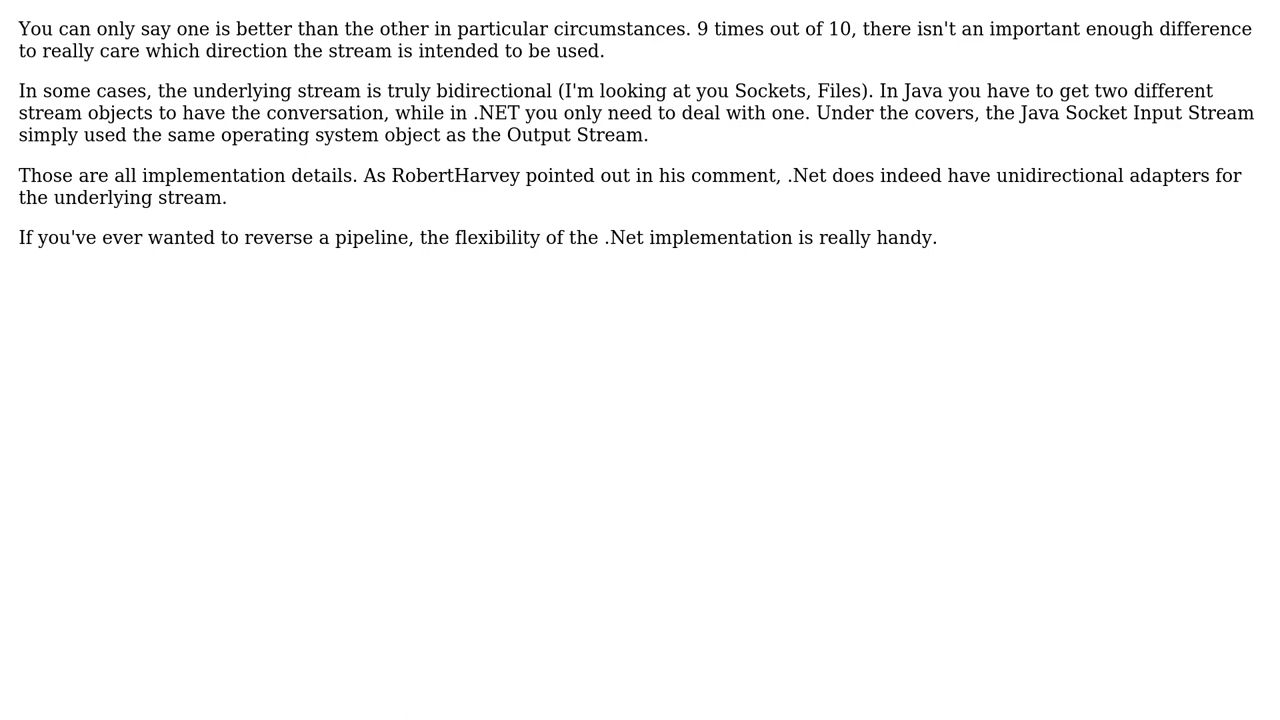 You can only say one is better than the other in particular circumstances. 9 times out of 10, there isn't an important enough difference
to really care which direction the stream is intended to be used.
In some cases, the underlying stream is truly bidirectional (I'm looking at you Sockets, Files). In Java you have to get two different
stream objects to have the conversation, while in .NET you only need to deal with one. Under the covers, the Java Socket Input Stream
simply used the same operating system object as the Output Stream.
Those are all implementation details. As RobertHarvey pointed out in his comment, .Net does indeed have unidirectional adapters for
the underlying stream.
If you've ever wanted to reverse a pipeline, the flexibility of the .Net implementation is really handy.